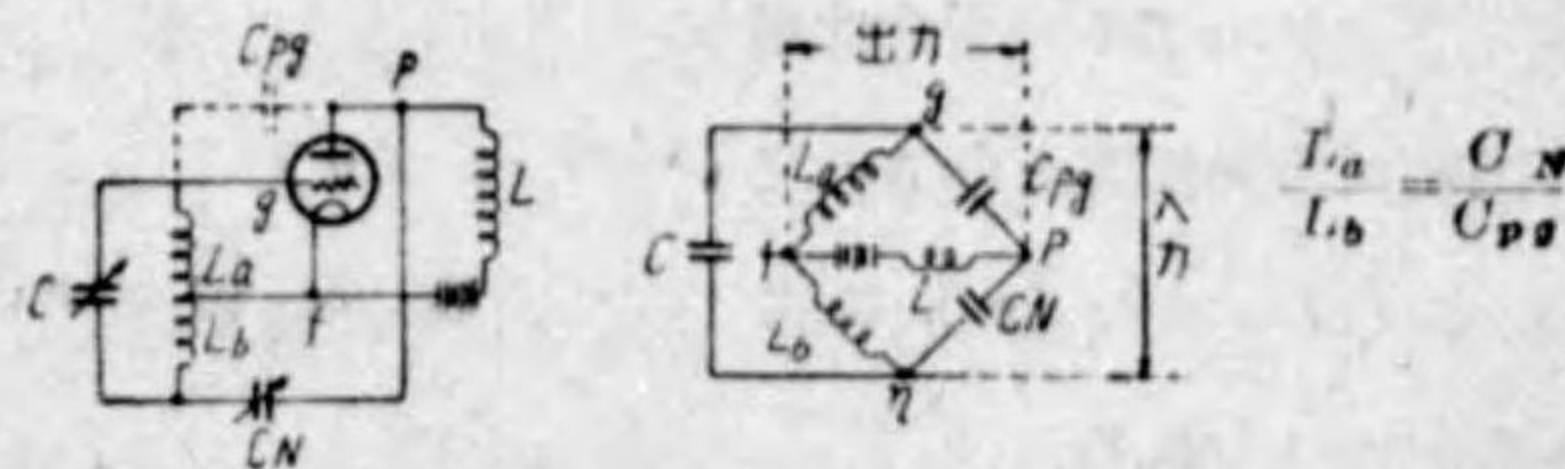 Cpg
P
g
L
C
La
Lb
f
CN
出力
g
La
Cpg
C
f
P
L
CN
Lb
n
入力
La/Lb = CN/Cpg